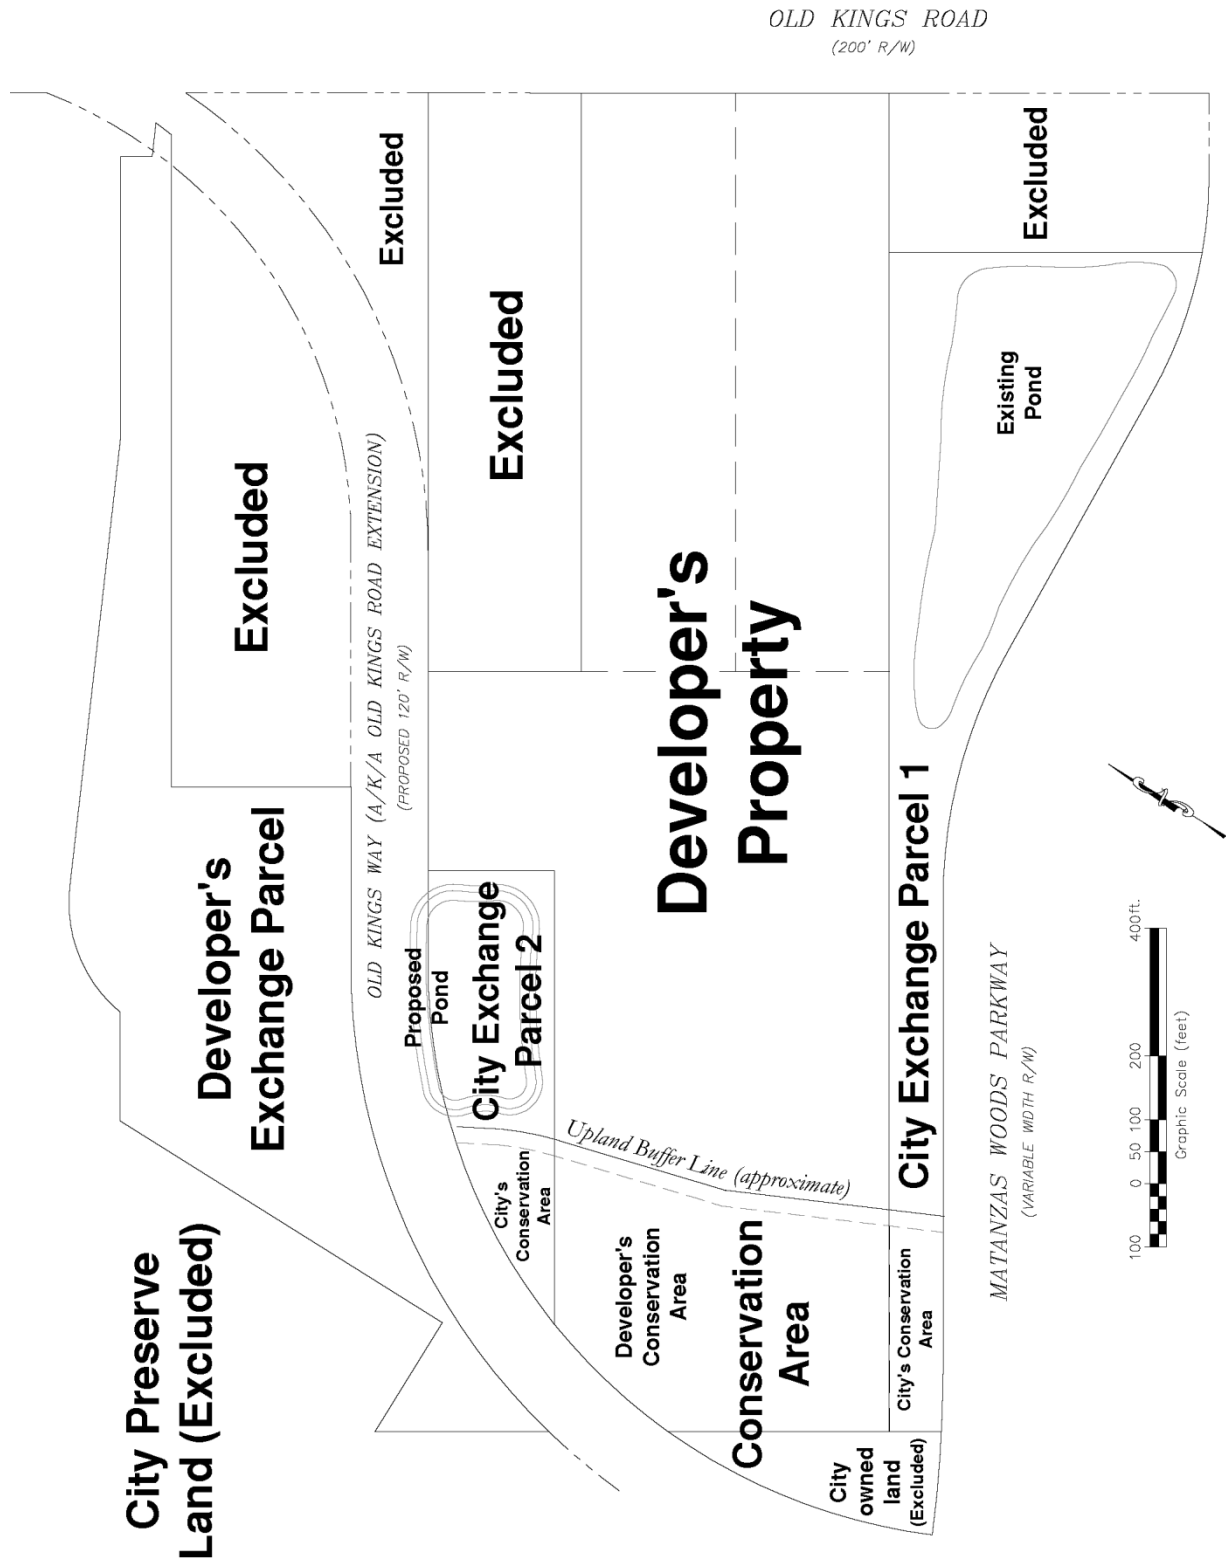 OLD KINGS ROAD
(200' R/W)
Excluded
Excluded
Excluded
Excluded
Existing
Pond
OLD KINGS WAY (A/K/A OLD KINGS ROAD EXTENSION)
(PROPOSED 120' R/W)
Developer's
Property
Developer's
Exchange Parcel
Proposed
Pond
City Exchange
Parcel 2
City Exchange Parcel 1
Upland Buffer Line (approximate)
MATANZAS WOODS PARKWAY
(VARIABLE WIDTH R/W)
100 0 50 100 200 400ft.
Graphic Scale (feet)
City's
Conservation
Area
Developer's
Conservation
Area
Conservation
Area
City's Conservation
Area
City Preserve
Land (Excluded)
City
owned
land
(Excluded)